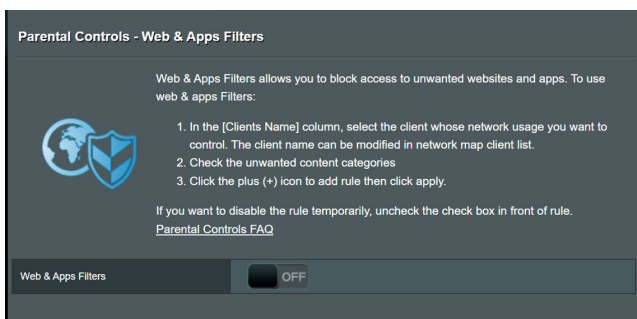 Parental Controls - Web & Apps Filters
Web & Apps Filters allows you to block access to unwanted websites and apps. To use
web & apps Filters:
1. In the [Clients Name] column, select the client whose network usage you want to
control. The client name can be modified in network map client list.
2. Check the unwanted content categories
3. Click the plus (+) icon to add rule then click apply.
If you want to disable the rule temporarily, uncheck the check box in front of rule.
Parental Controls FAQ
Web & Apps Filters
OFF